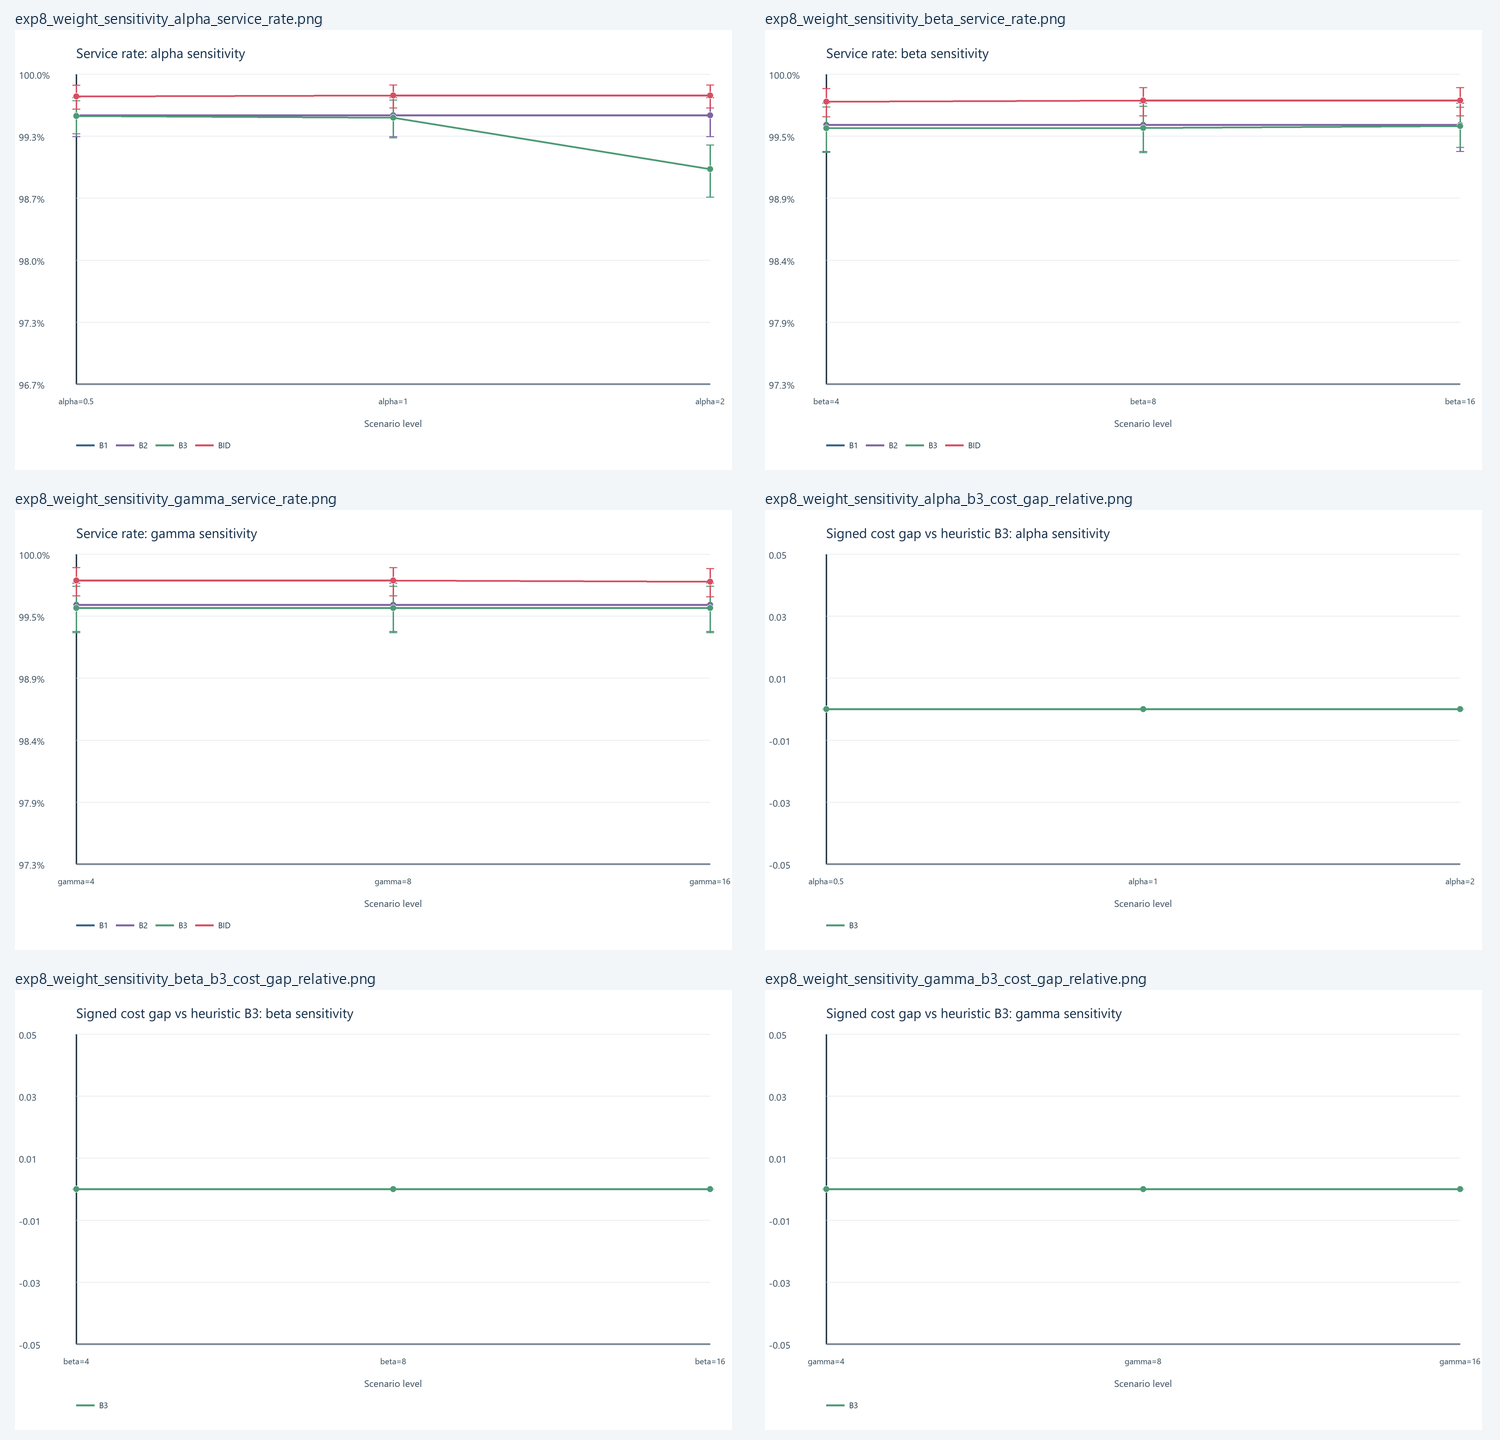 exp8_weight_sensitivity_alpha_service_rate.png
Service rate: alpha sensitivity
100.0%
99.3%
98.7%
98.0%
97.3%
96.7%
alpha=0.5 alpha=1 alpha=2
Scenario level
B1 B2 B3 BID
exp8_weight_sensitivity_beta_service_rate.png
Service rate: beta sensitivity
100.0%
99.5%
98.9%
98.4%
97.9%
97.3%
beta=4 beta=8 beta=16
Scenario level
B1 B2 B3 BID
exp8_weight_sensitivity_gamma_service_rate.png
Service rate: gamma sensitivity
100.0%
99.5%
98.9%
98.4%
97.9%
97.3%
gamma=4 gamma=8 gamma=16
Scenario level
B1 B2 B3 BID
exp8_weight_sensitivity_alpha_b3_cost_gap_relative.png
Signed cost gap vs heuristic B3: alpha sensitivity
0.05
0.03
0.01
-0.01
-0.03
-0.05
alpha=0.5 alpha=1 alpha=2
Scenario level
B3
exp8_weight_sensitivity_beta_b3_cost_gap_relative.png
Signed cost gap vs heuristic B3: beta sensitivity
0.05
0.03
0.01
-0.01
-0.03
-0.05
beta=4 beta=8 beta=16
Scenario level
B3
exp8_weight_sensitivity_gamma_b3_cost_gap_relative.png
Signed cost gap vs heuristic B3: gamma sensitivity
0.05
0.03
0.01
-0.01
-0.03
-0.05
gamma=4 gamma=8 gamma=16
Scenario level
B3